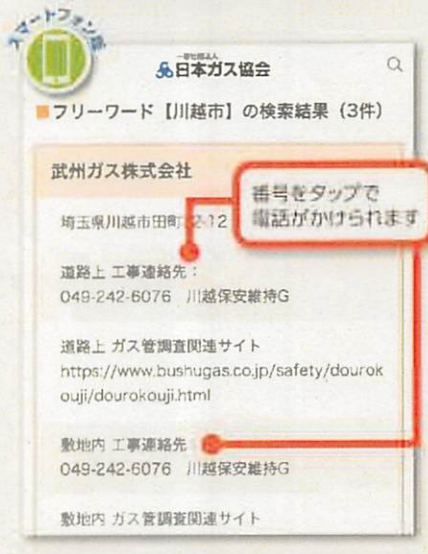 スマートフォン版
一般社団法人
日本ガス協会
■フリーワード【川越市】の検索結果（3件）
武州ガス株式会社
埼玉県川越市田町32-12
番号をタップで
電話がかけられます
道路上 工事連絡先：
049-242-6076 川越保安維持G
道路上 ガス管調査関連サイト
https://www.bushugas.co.jp/safety/dourok
ouji/dourokouji.html
敷地内 工事連絡先：
049-242-6076 川越保安維持G
敷地内 ガス管調査関連サイト